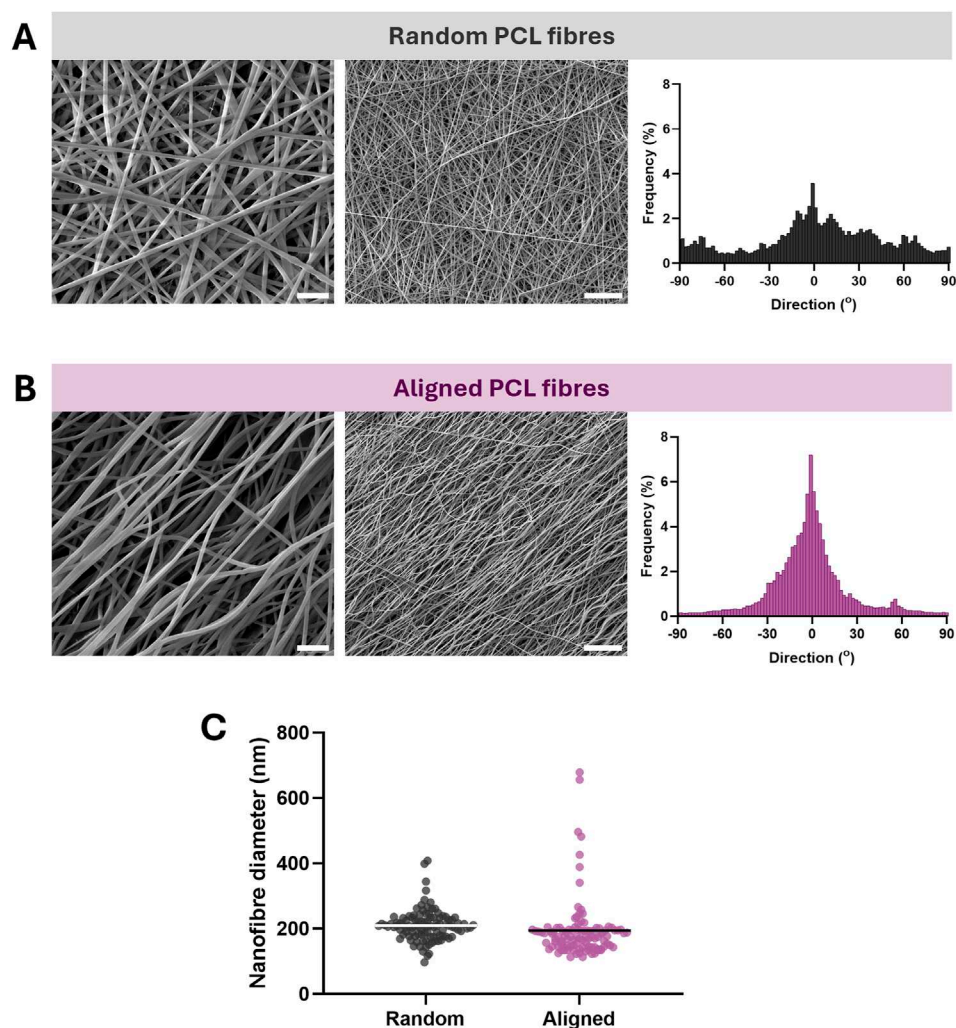 A
Random PCL fibres
Frequency (%)
8
6
4
2
0
-90 -60 -30 0 30 60 90
Direction (º)
B
Aligned PCL fibres
Frequency (%)
8
6
4
2
0
-90 -60 -30 0 30 60 90
Direction (º)
C
Nanofibre diameter (nm)
800
600
400
200
0
Random Aligned